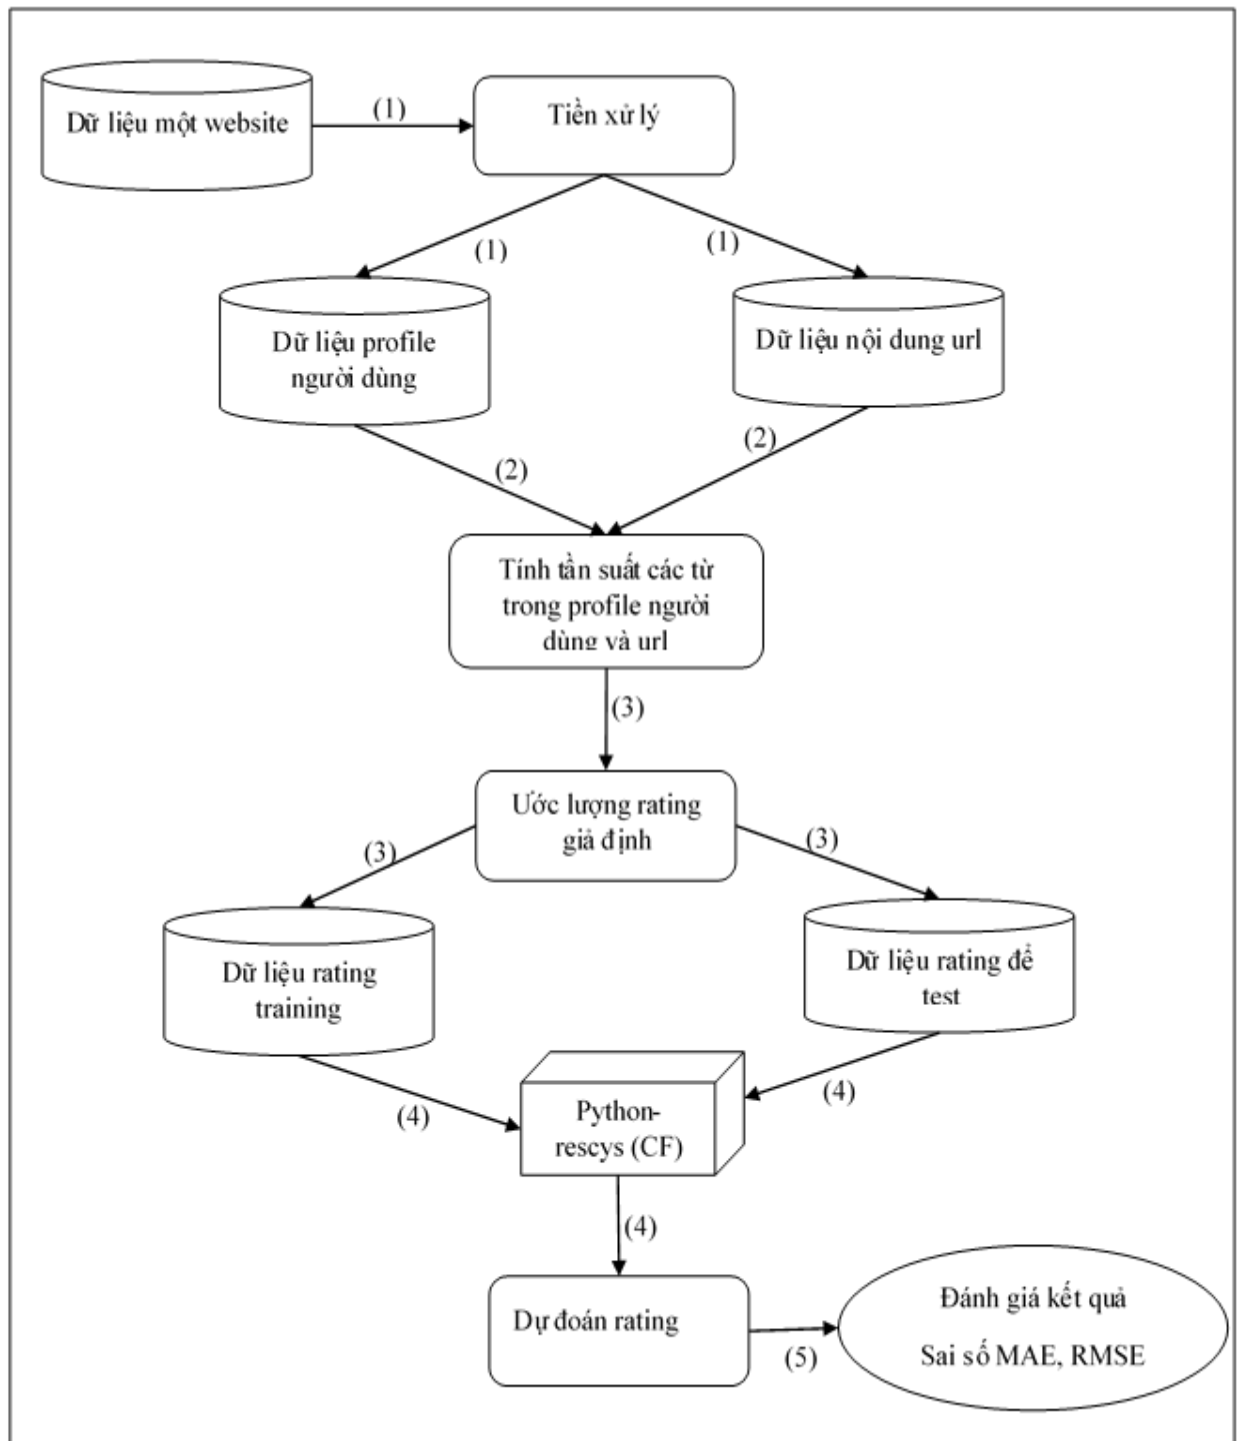 Dữ liệu một website
(1)
Tiền xử lý
(1)
(1)
Dữ liệu profile
người dùng
Dữ liệu nội dung url
(2)
(2)
Tính tần suất các từ
trong profile người
dùng và url
(3)
Ước lượng rating
giả định
(3)
(3)
Dữ liệu rating
training
Dữ liệu rating để
test
(4)
(4)
Python-
rescys (CF)
(4)
Dự đoán rating
(5)
Đánh giá kết quả
Sai số MAE, RMSE